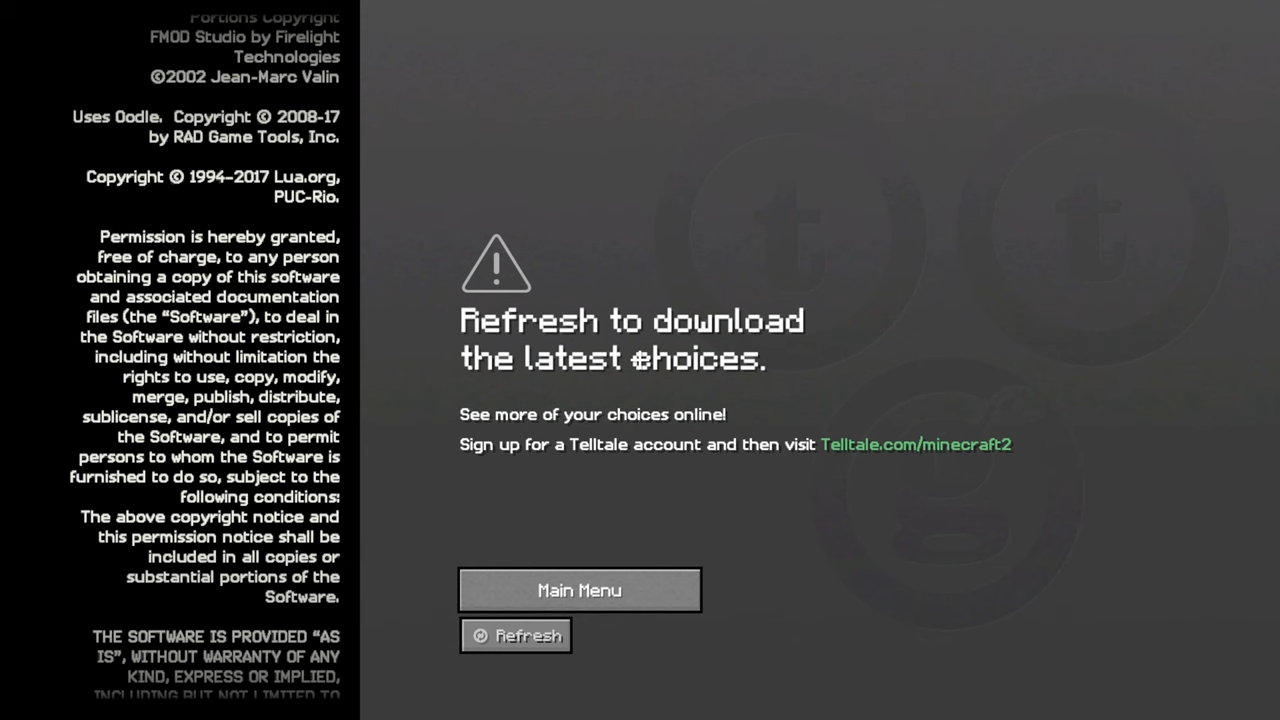 Portions Copyright
FMOD Studio by Firelight
Technologies
©2002 Jean-Marc Valin
Uses Oodle. Copyright © 2008-17
by RAD Game Tools, Inc.
Copyright © 1994-2017 Lua.org,
PUC-Rio.
Permission is hereby granted,
free of charge, to any person
obtaining a copy of this software
and associated documentation
files (the “Software”), to deal in
the Software without restriction,
including without limitation the
rights to use, copy, modify,
merge, publish, distribute,
sublicense, and/or sell copies of
the Software, and to permit
persons to whom the Software is
furnished to do so, subject to the
following conditions:
The above copyright notice and
this permission notice shall be
included in all copies or
substantial portions of the
Software.
THE SOFTWARE IS PROVIDED “AS
IS”, WITHOUT WARRANTY OF ANY
KIND, EXPRESS OR IMPLIED,
INCLUDING BUT NOT LIMITED TO
Refresh to download
the latest choices.
See more of your choices online!
Sign up for a Telltale account and then visit Telltale.com/minecraft2
Main Menu
Refresh
t
t
g